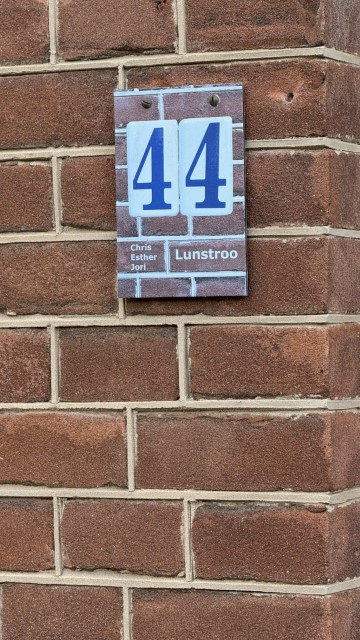 44
Chris
Esther
Jorl
Lunstroo